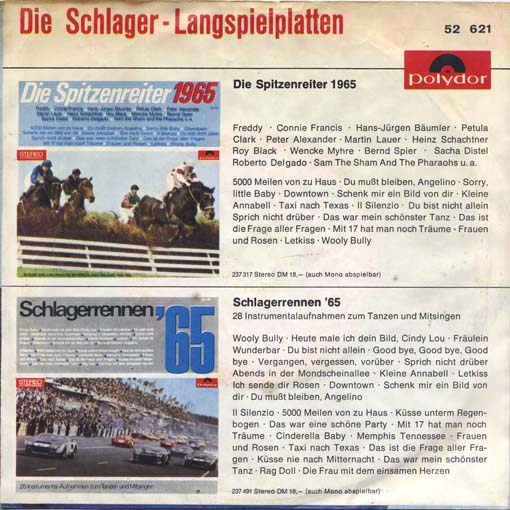 Die Schlager-Langspielplatten
52 621
Polydor
Die Spitzenreiter 1965
Die Spitzenreiter 1965
Freddy · Connie Francis · Hans-Jürgen Bäumler · Petula
Clark · Peter Alexander · Martin Lauer · Heinz Schachtner
Roy Black · Wencke Myhre · Bernd Spier · Sacha Distel
Roberto Delgado · Sam The Sham And The Pharaohs u. a.
5000 Meilen von zu Haus · Du mußt bleiben, Angelino · Sorry,
little Baby · Downtown · Schenk mir ein Bild von dir · Kleine
Annabell · Taxi nach Texas · Il Silenzio · Du bist nicht allein
Sprich nicht drüber · Das war mein schönster Tanz · Das ist
die Frage aller Fragen · Mit 17 hat man noch Träume · Frauen
und Rosen · Letkiss · Wooly Bully
237 317 Stereo DM 18,— (auch Mono abspielbar)
STEREO
Polydor
Schlagerrennen '65
Schlagerrennen '65
28 Instrumentalaufnahmen zum Tanzen und Mitsingen
Wooly Bully · Heute male ich dein Bild, Cindy Lou · Fräulein
Wunderbar · Du bist nicht allein · Good bye, Good bye, Good
bye · Vergangen, vergessen, vorüber · Sprich nicht drüber
Abends in der Mondscheinallee · Kleine Annabell · Letkiss
Ich sende dir Rosen · Downtown · Schenk mir ein Bild von
dir · Du mußt bleiben, Angelino
Il Silenzio · 5000 Meilen von zu Haus · Küsse unterm Regen-
bogen · Das war eine schöne Party · Mit 17 hat man noch
Träume · Cinderella Baby · Memphis Tennessee · Frauen
und Rosen · Taxi nach Texas · Das ist die Frage aller Fra-
gen · Küsse nie nach Mitternacht · Das war mein schönster
Tanz · Rag Doll · Die Frau mit dem einsamen Herzen
237 491 Stereo DM 18,— (auch Mono abspielbar)
STEREO
Polydor
28 Instrumental-Aufnahmen zum Tanzen und Mitsingen